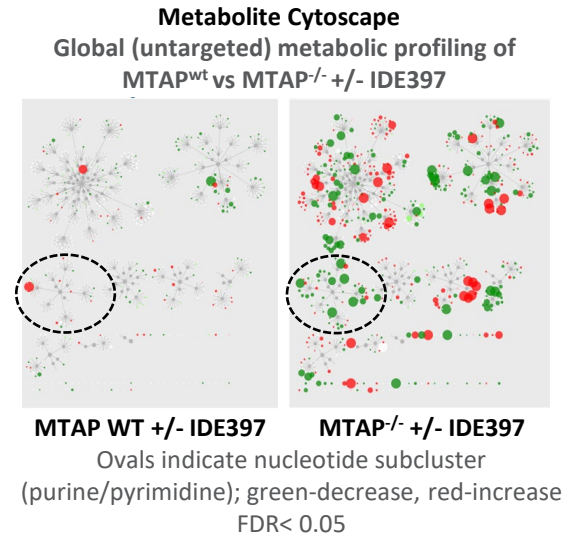 Metabolite Cytoscape
Global (untargeted) metabolic profiling of
MTAPwt vs MTAP-/- +/- IDE397
MTAP WT +/- IDE397
MTAP-/- +/- IDE397
Ovals indicate nucleotide subcluster
(purine/pyrimidine); green-decrease, red-increase
FDR< 0.05